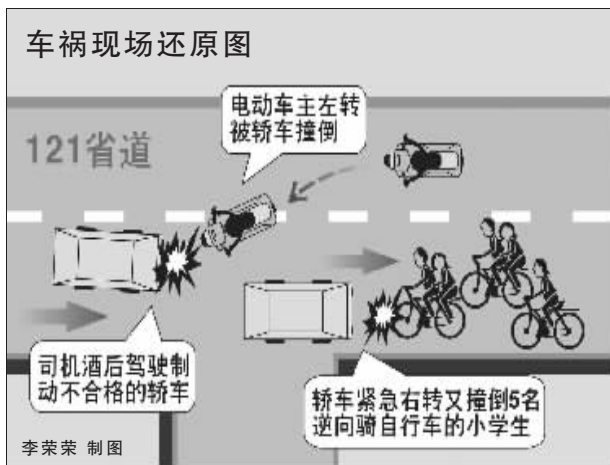 车祸现场还原图
电动车主左转
被轿车撞倒
121省道
司机酒后驾驶制
动不合格的轿车
轿车紧急右转又撞倒5名
逆向骑自行车的小学生
李荣荣 制图